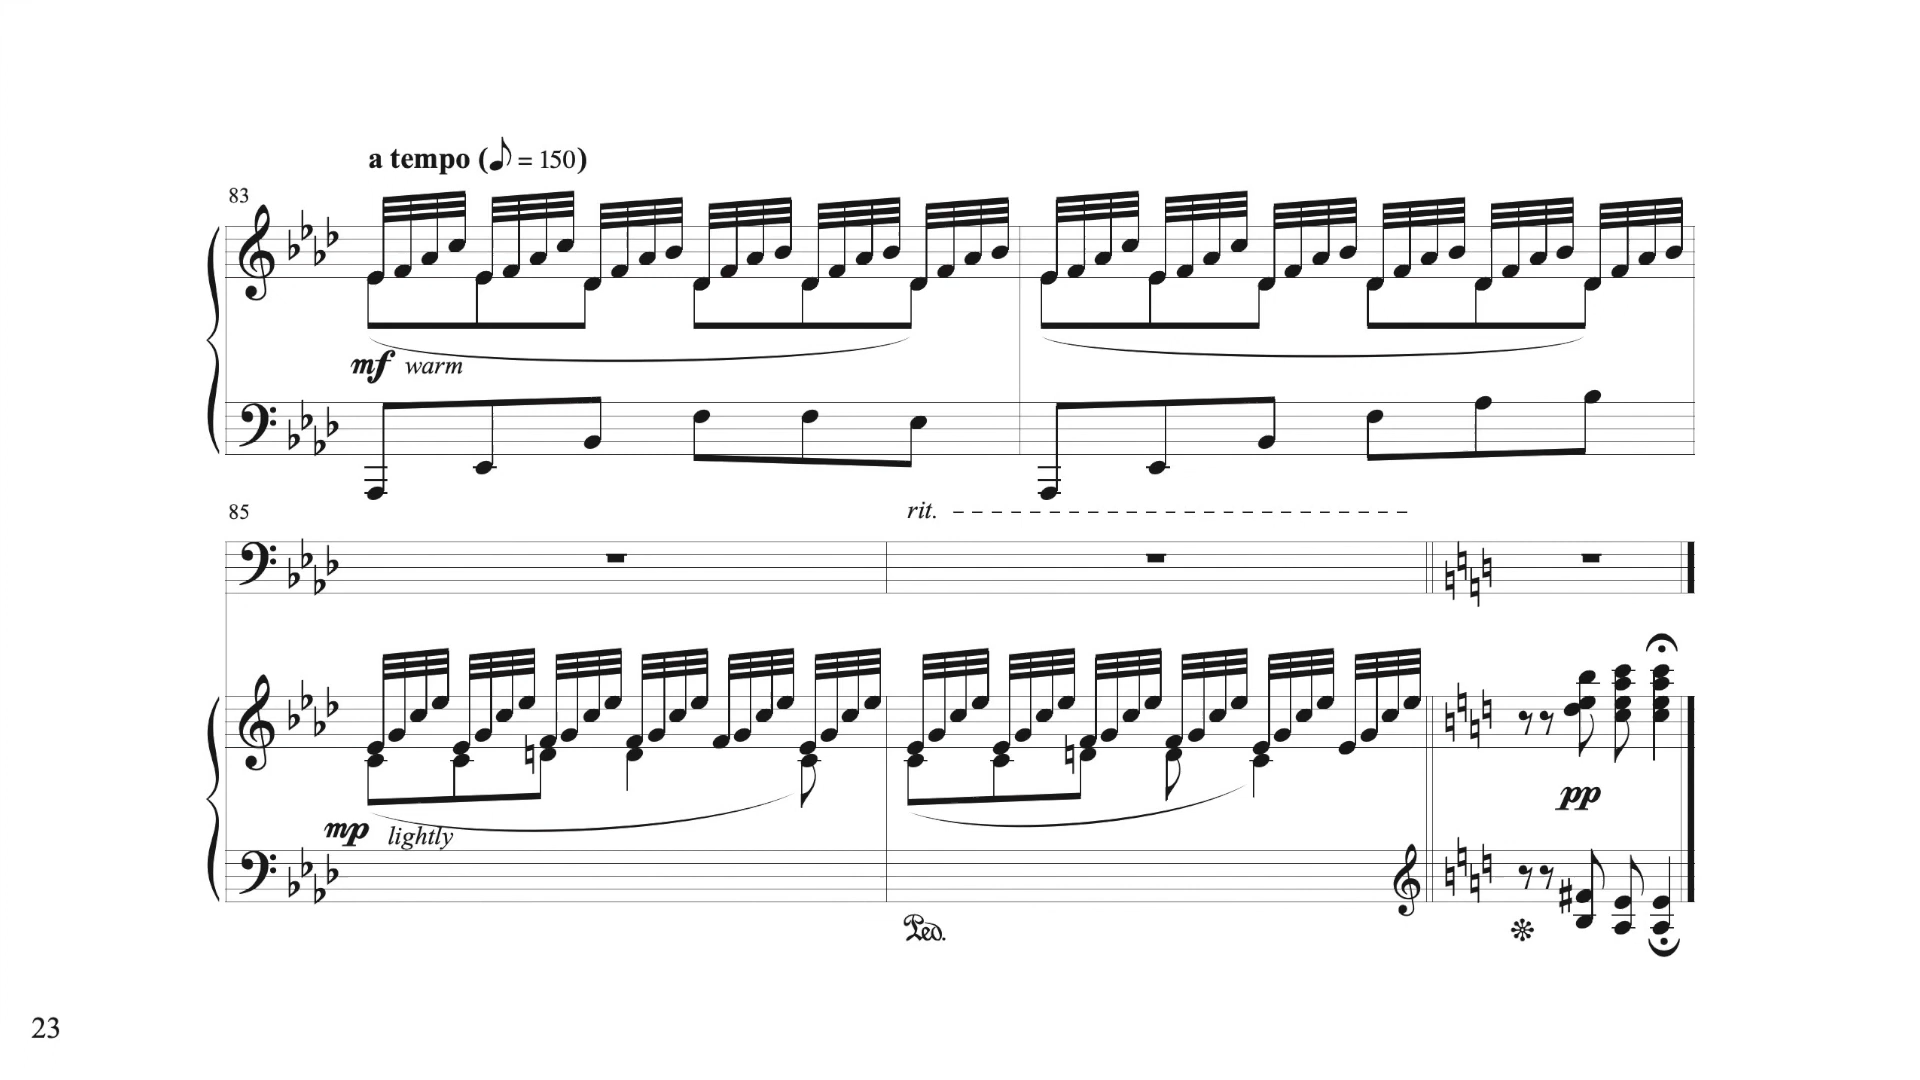 a tempo (♪ = 150)
83
mf warm
85
rit.
mp lightly
pp
Ped.
23